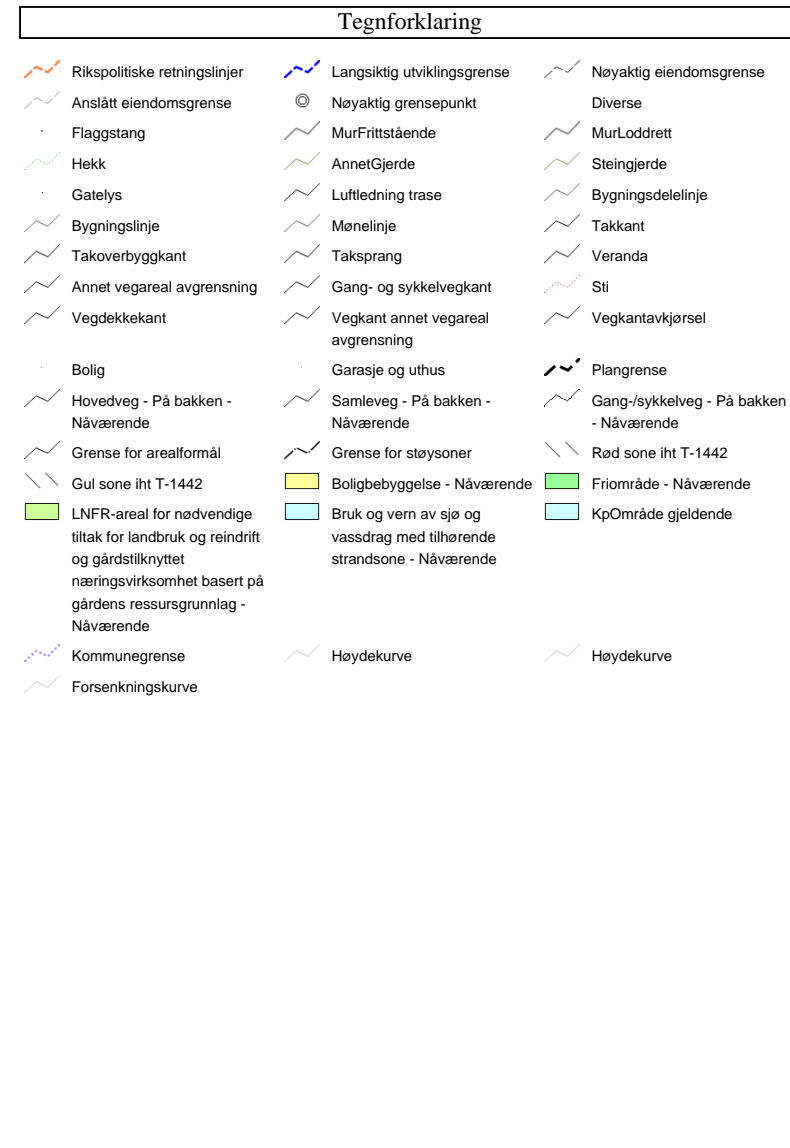 Tegnforklaring
Rikspolitiske retningslinjer
Langsiktig utviklingsgrense
Nøyaktig eiendomsgrense
Anslått eiendomsgrense
Nøyaktig grensepunkt
Diverse
Flaggstang
MurFrittstående
MurLoddrett
Hekk
AnnetGjerde
Steingjerde
Gatelys
Luftledning trase
Bygningsdelelinje
Bygningslinje
Mønelinje
Takkant
Takoverbyggkant
Taksprang
Veranda
Annet vegareal avgrensning
Gang- og sykkelvegkant
Sti
Vegdekkekant
Vegkant annet vegareal
avgrensning
Vegkantavkjørsel
Bolig
Garasje og uthus
Plangrense
Hovedveg - På bakken -
Nåværende
Samleveg - På bakken -
Nåværende
Gang-/sykkelveg - På bakken
- Nåværende
Grense for arealformål
Grense for støysoner
Rød sone iht T-1442
Gul sone iht T-1442
Boligbebyggelse - Nåværende
Friområde - Nåværende
LNFR-areal for nødvendige
tiltak for landbruk og reindrift
og gårdstilknyttet
næringsvirksomhet basert på
gårdens ressursgrunnlag -
Nåværende
Bruk og vern av sjø og
vassdrag med tilhørende
strandsone - Nåværende
KpOmråde gjeldende
Kommunegrense
Høydekurve
Høydekurve
Forsenkningskurve